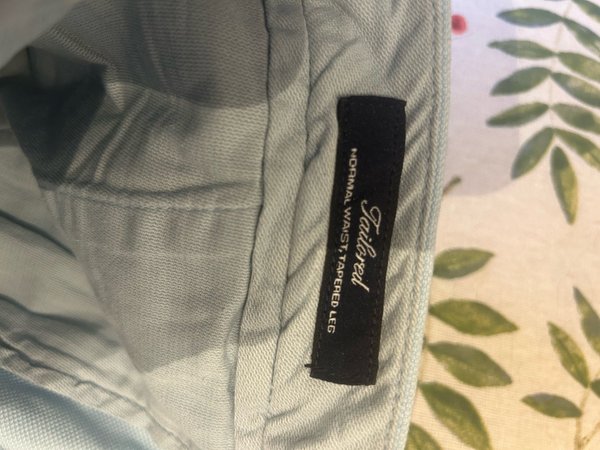 Tailored
NORMAL WAIST, TAPERED LEG